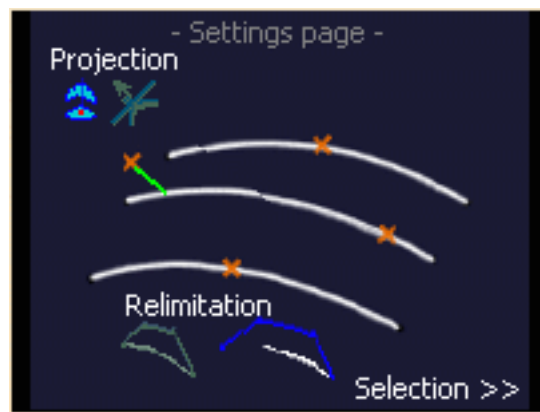 - Settings page -
Projection
Relimitation
Selection >>